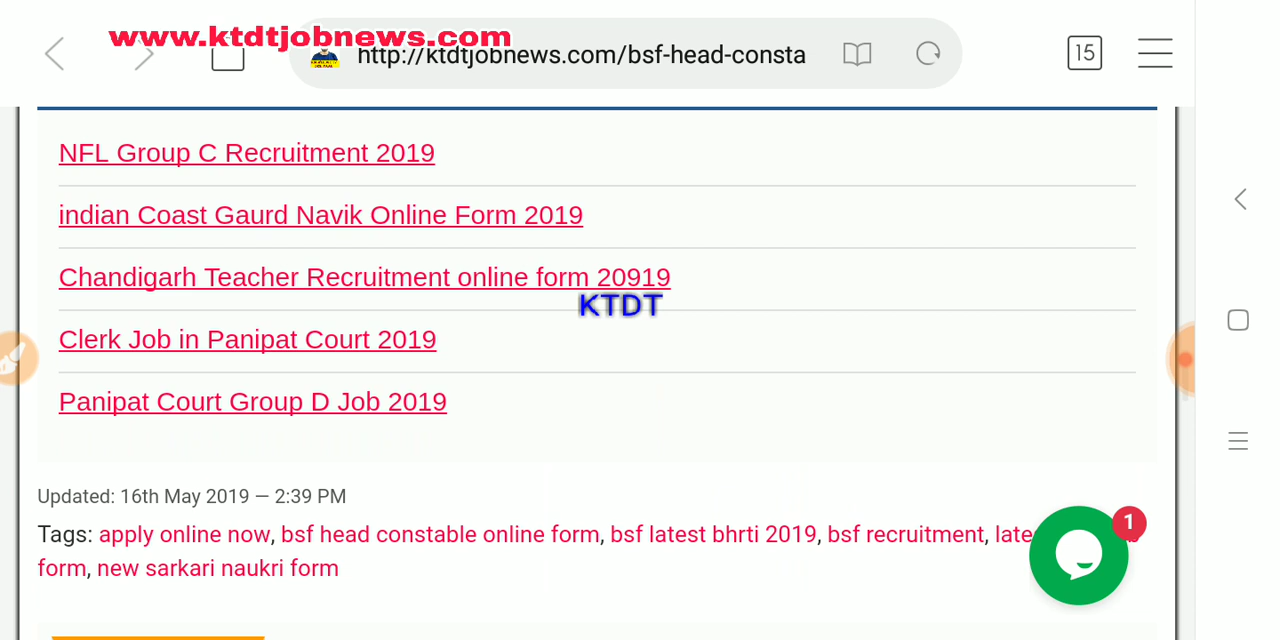 www.ktdtjobnews.com
http://ktdtjobnews.com/bsf-head-consta
15
NFL Group C Recruitment 2019
indian Coast Gaurd Navik Online Form 2019
Chandigarh Teacher Recruitment online form 20919
KTDT
Clerk Job in Panipat Court 2019
Panipat Court Group D Job 2019
Updated: 16th May 2019 — 2:39 PM
Tags: apply online now, bsf head constable online form, bsf latest bhrti 2019, bsf recruitment,
1
form, new sarkari naukri form